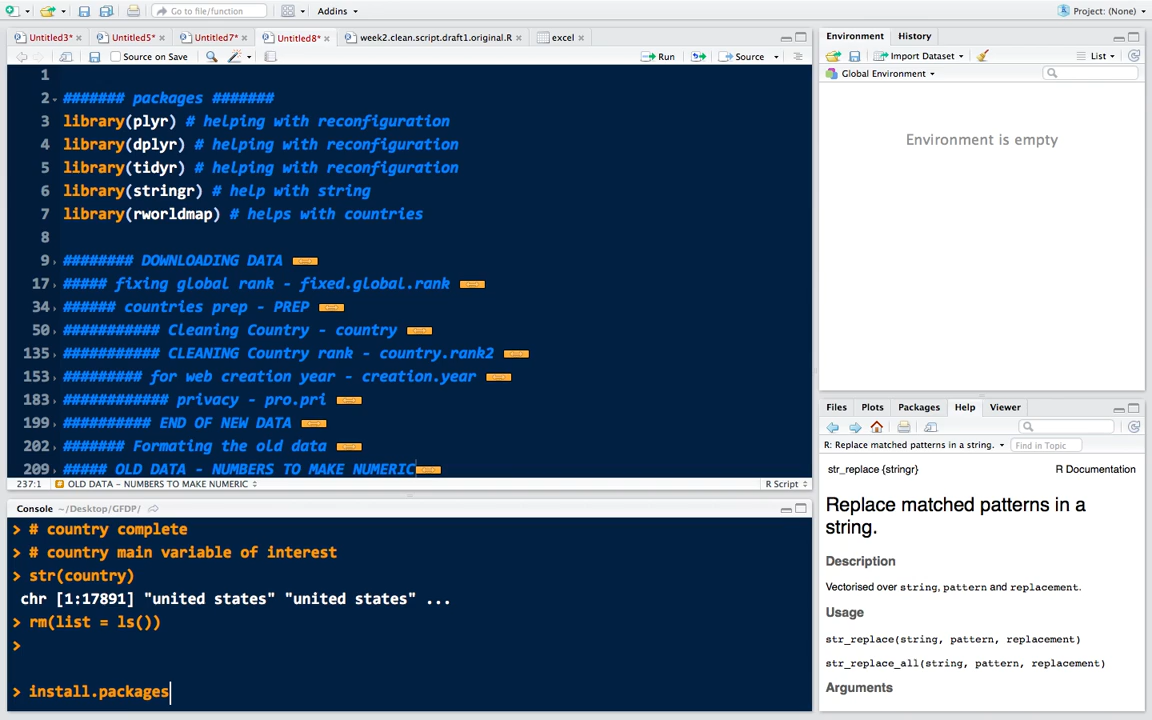 Go to file/function
Addins
Project: (None)
Untitled3* × Untitled5* × Untitled7* × Untitled8* × week2.clean.script.draft1.original.R × excel ×
Source on Save
Run
Source
1
2 ####### packages #######
3 library(plyr) # helping with reconfiguration
4 library(dplyr) # helping with reconfiguration
5 library(tidyr) # helping with reconfiguration
6 library(stringr) # help with string
7 library(rworldmap) # helps with countries
8
9 ######## DOWNLOADING DATA
17 ##### fixing global rank - fixed.global.rank
34 ###### countries prep - PREP
50 ########### Cleaning Country - country
135 ########### CLEANING Country rank - country.rank2
153 ######### for web creation year - creation.year
183 ############ privacy - pro.pri
199 ########## END OF NEW DATA
202 ####### Formating the old data
209 ##### OLD DATA - NUMBERS TO MAKE NUMERIC
237:1 # OLD DATA - NUMBERS TO MAKE NUMERIC
R Script
Console ~/Desktop/GFDP/
> # country complete
> # country main variable of interest
> str(country)
chr [1:17891] "united states" "united states" ...
> rm(list = ls())
>
> install.packages
Environment History
Import Dataset
List
Global Environment
Environment is empty
Files Plots Packages Help Viewer
R: Replace matched patterns in a string.
Find in Topic
str_replace {stringr}
R Documentation
Replace matched patterns in a
string.
Description
Vectorised over string, pattern and replacement.
Usage
str_replace(string, pattern, replacement)
str_replace_all(string, pattern, replacement)
Arguments